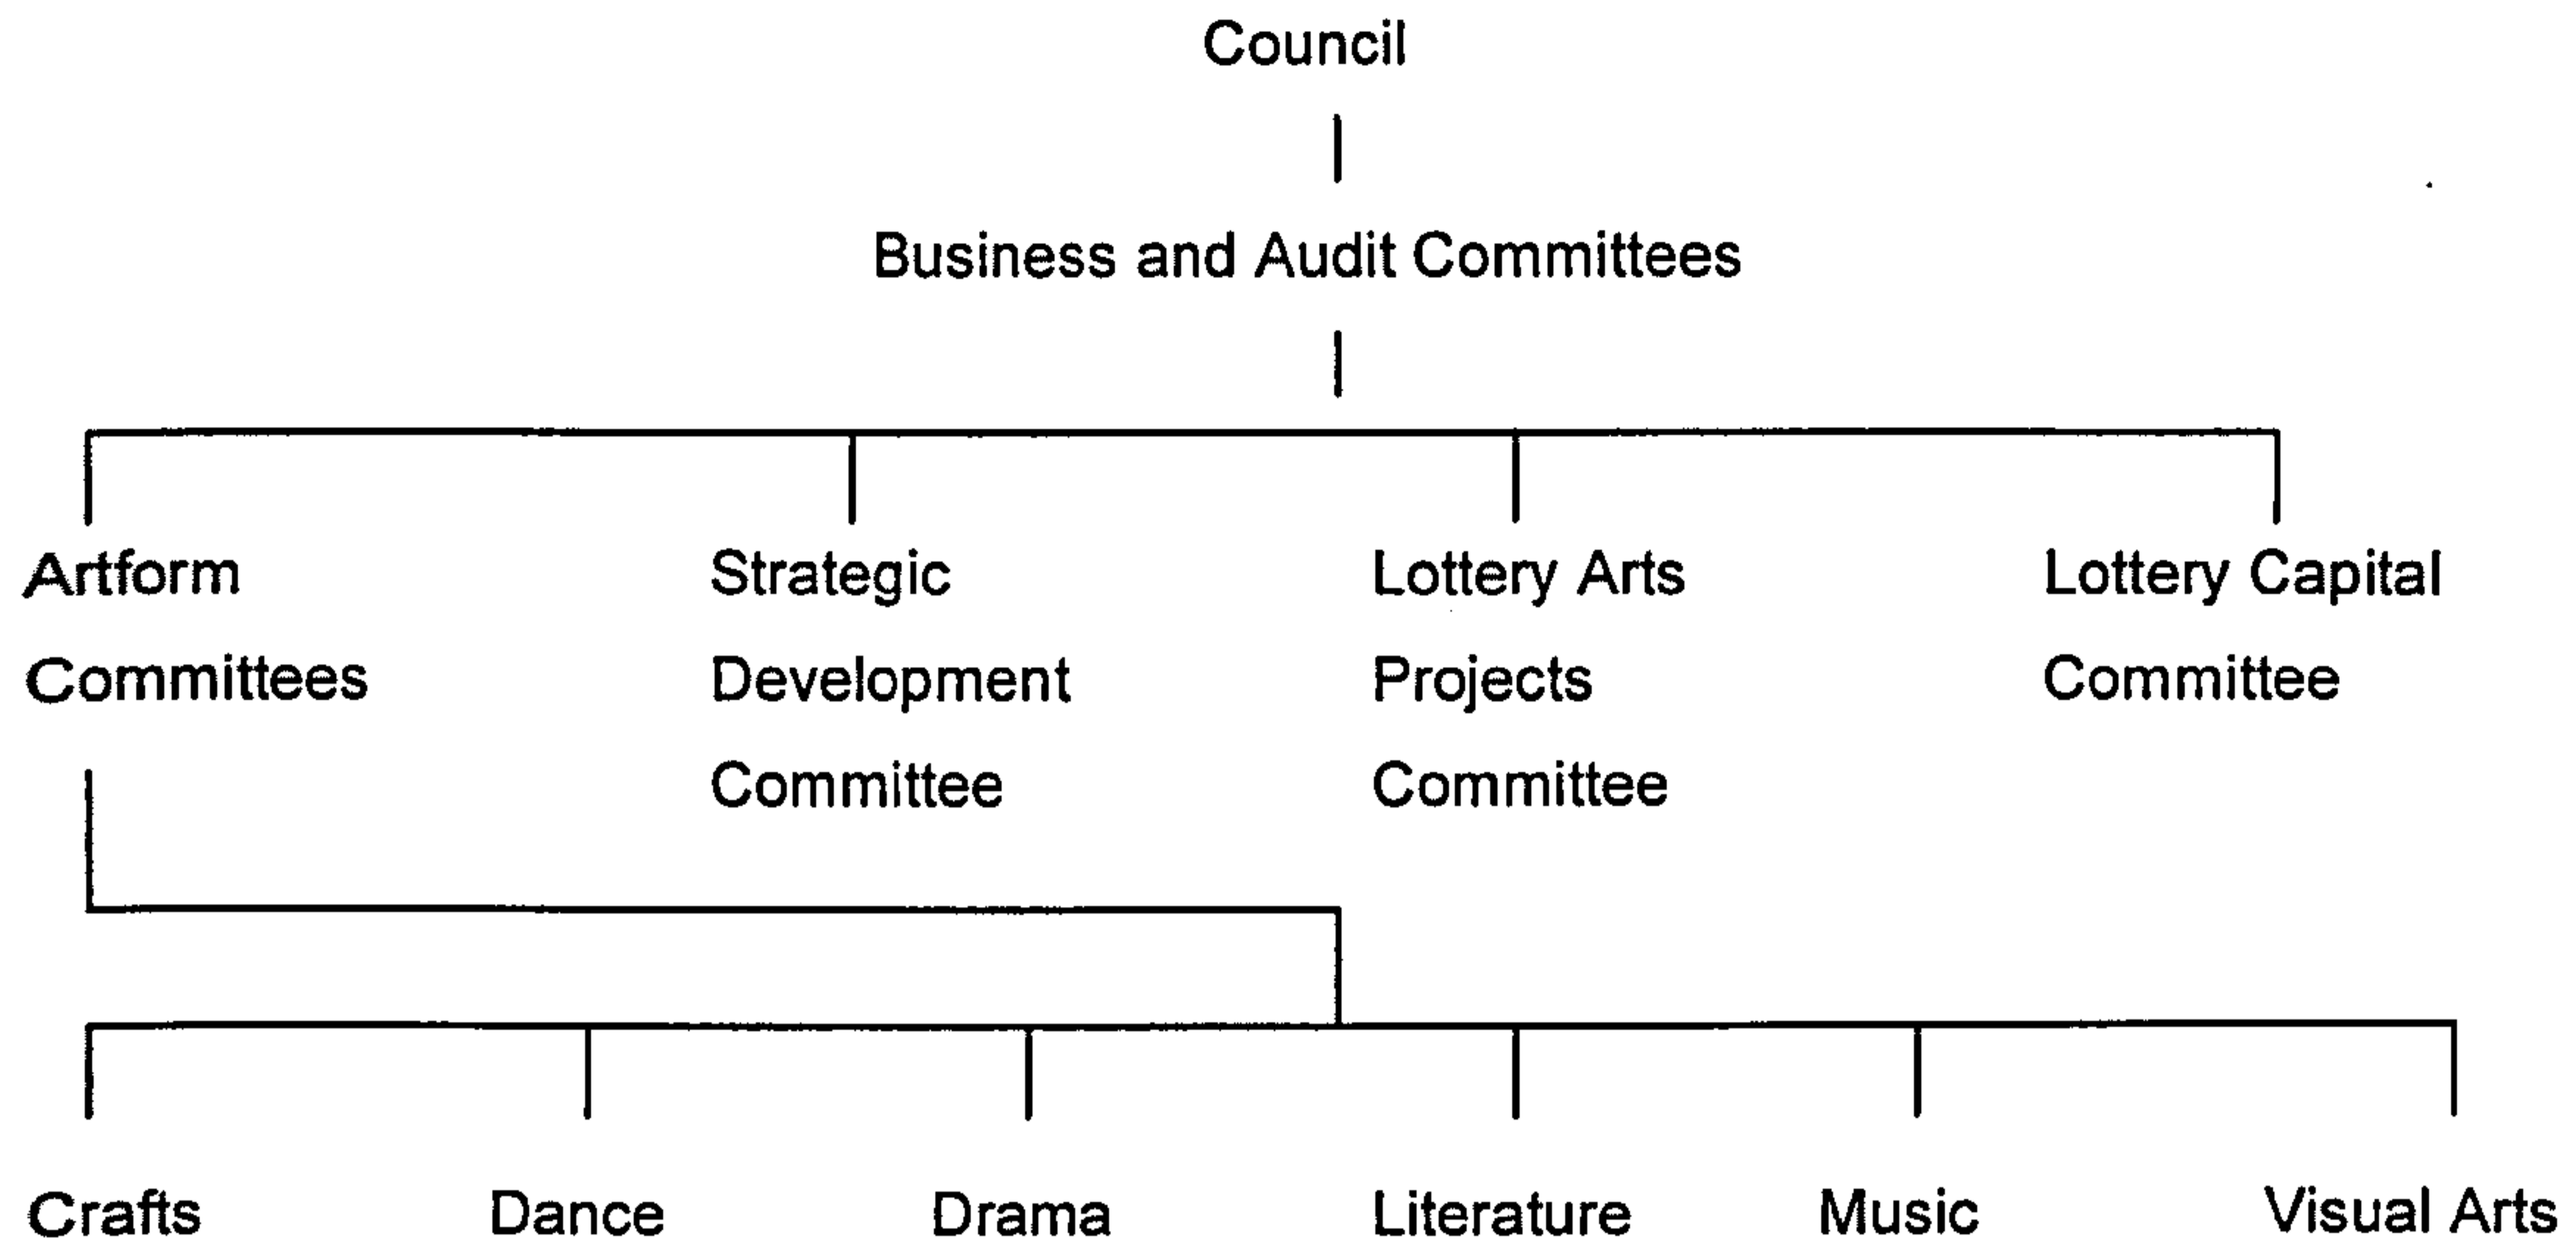 Council
Business and Audit Committees
Artform
Committees
Strategic
Development
Committee
Lottery Arts
Projects
Committee
Lottery Capital
Committee
Crafts
Dance
Drama
Literature
Music
Visual Arts